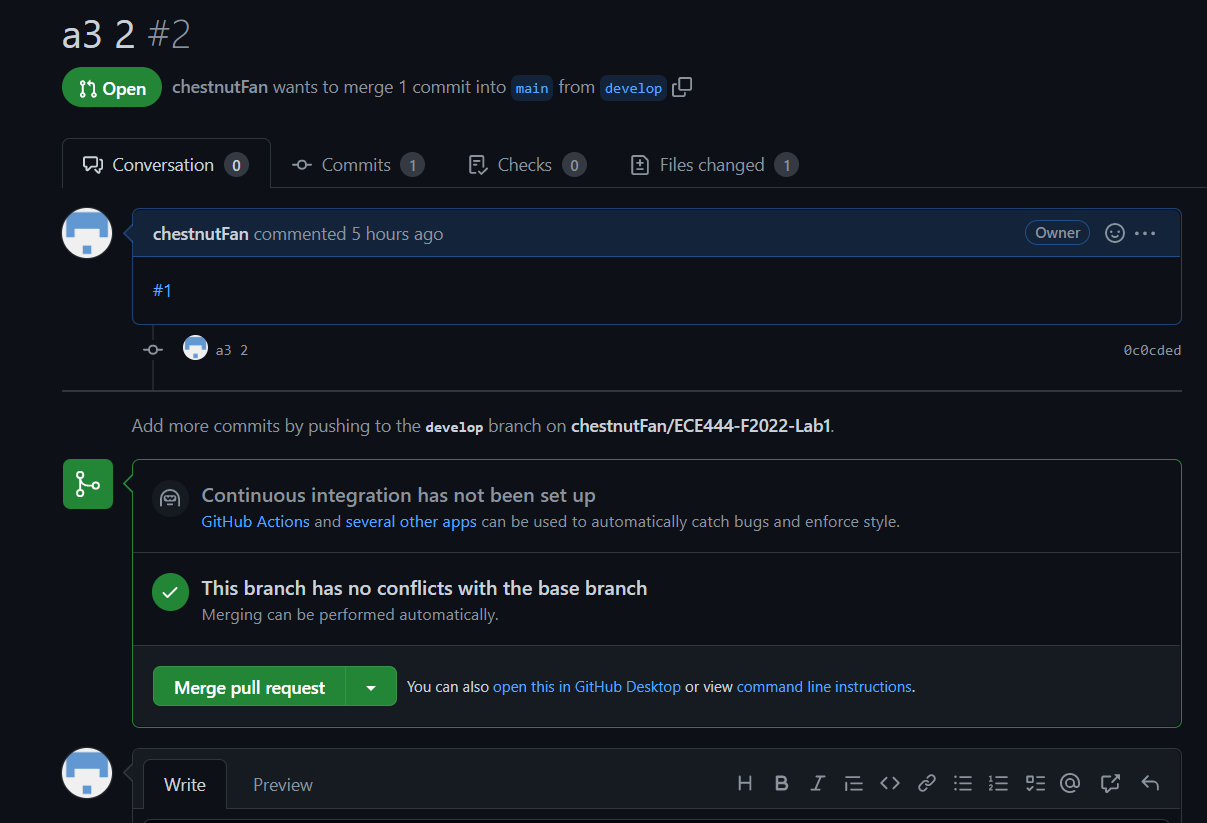 a3 2 #2
Open chestnutFan wants to merge 1 commit into main from develop
Conversation 0 Commits 1 Checks 0 Files changed 1
chestnutFan commented 5 hours ago Owner
#1
a3 2 0c0cded
Add more commits by pushing to the develop branch on chestnutFan/ECE444-F2022-Lab1.
Continuous integration has not been set up
GitHub Actions and several other apps can be used to automatically catch bugs and enforce style.
This branch has no conflicts with the base branch
Merging can be performed automatically.
Merge pull request You can also open this in GitHub Desktop or view command line instructions.
Write Preview